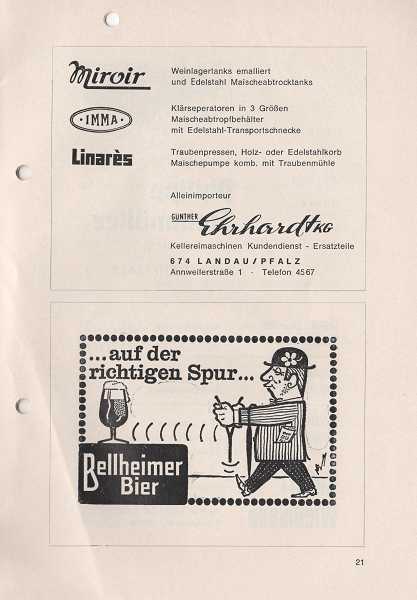 Miroir
Weinlagertanks emalliert
und Edelstahl Maischeabtrocktanks
IMMA
Klärseperatoren in 3 Größen
Maischeabtropfbehälter
mit Edelstahl-Transportschnecke
Linarès
Traubenpressen, Holz- oder Edelstahlkorb
Maischepumpe komb. mit Traubenmühle
Alleinimporteur
GÜNTHER Ehrhardt KG
Kellereimaschinen Kundendienst - Ersatzteile
674 LANDAU/PFALZ
Annweilerstraße 1 · Telefon 4567
...auf der
richtigen Spur...
Bellheimer
Bier
21